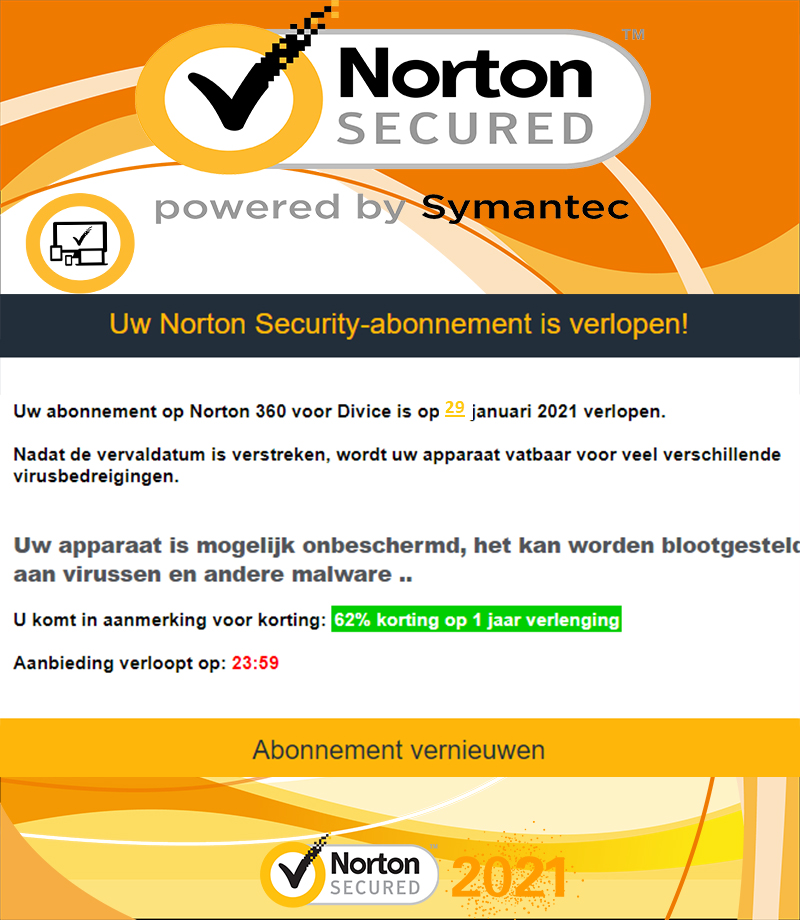 Norton
TM
SECURED
powered by Symantec
Uw Norton Security-abonnement is verlopen!
Uw abonnement op Norton 360 voor Divice is op 29 januari 2021 verlopen.
Nadat de vervaldatum is verstreken, wordt uw apparaat vatbaar voor veel verschillende
virusbedreigingen.
Uw apparaat is mogelijk onbeschermd, het kan worden blootgesteld
aan virussen en andere malware ..
U komt in aanmerking voor korting: 62% korting op 1 jaar verlenging
Aanbieding verloopt op: 23:59
Abonnement vernieuwen
Norton
SECURED
2021